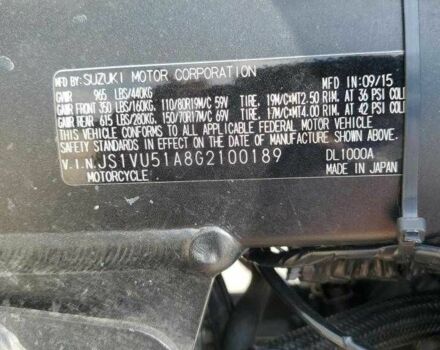 MFD BY: SUZUKI MOTOR CORPORATION MFD IN:09/15
GVWR 965 LBS/440KG
GAWR FRONT 350 LBS/160KG, 110/80R19M/C 59V TIRE, 19M/C×MT2.50 RIM, AT 36 PSI COLD
GAWR REAR 615 LBS/280KG, 150/70R17M/C 69V TIRE, 17M/C×MT4.00 RIM, AT 42 PSI COLD
THIS VEHICLE CONFORMS TO ALL APPLICABLE FEDERAL MOTOR VEHICLE
SAFETY STANDARDS IN EFFECT ON THE DATE OF MANUFACTURE SHOWN ABOVE.
V.I.N. JS1VU51A8G2100189 DL1000A
MOTORCYCLE MADE IN JAPAN